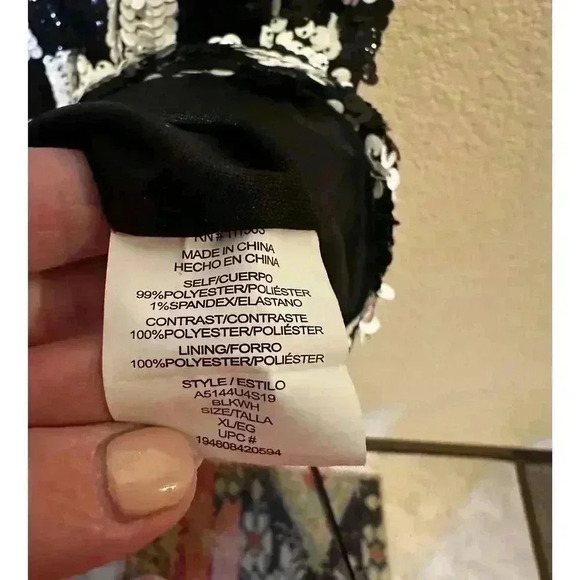 MADE IN CHINA
HECHO EN CHINA
SELF/CUERPO
99%POLYESTER/POLIÉSTER
1%SPANDEX/ELASTANO
CONTRAST/CONTRASTE
100%POLYESTER/POLIÉSTER
LINING/FORRO
100%POLYESTER/POLIÉSTER
STYLE/ESTILO
A5144U4S19
BLKWH
SIZE/TALLA
XL/EG
UPC #
194808420594